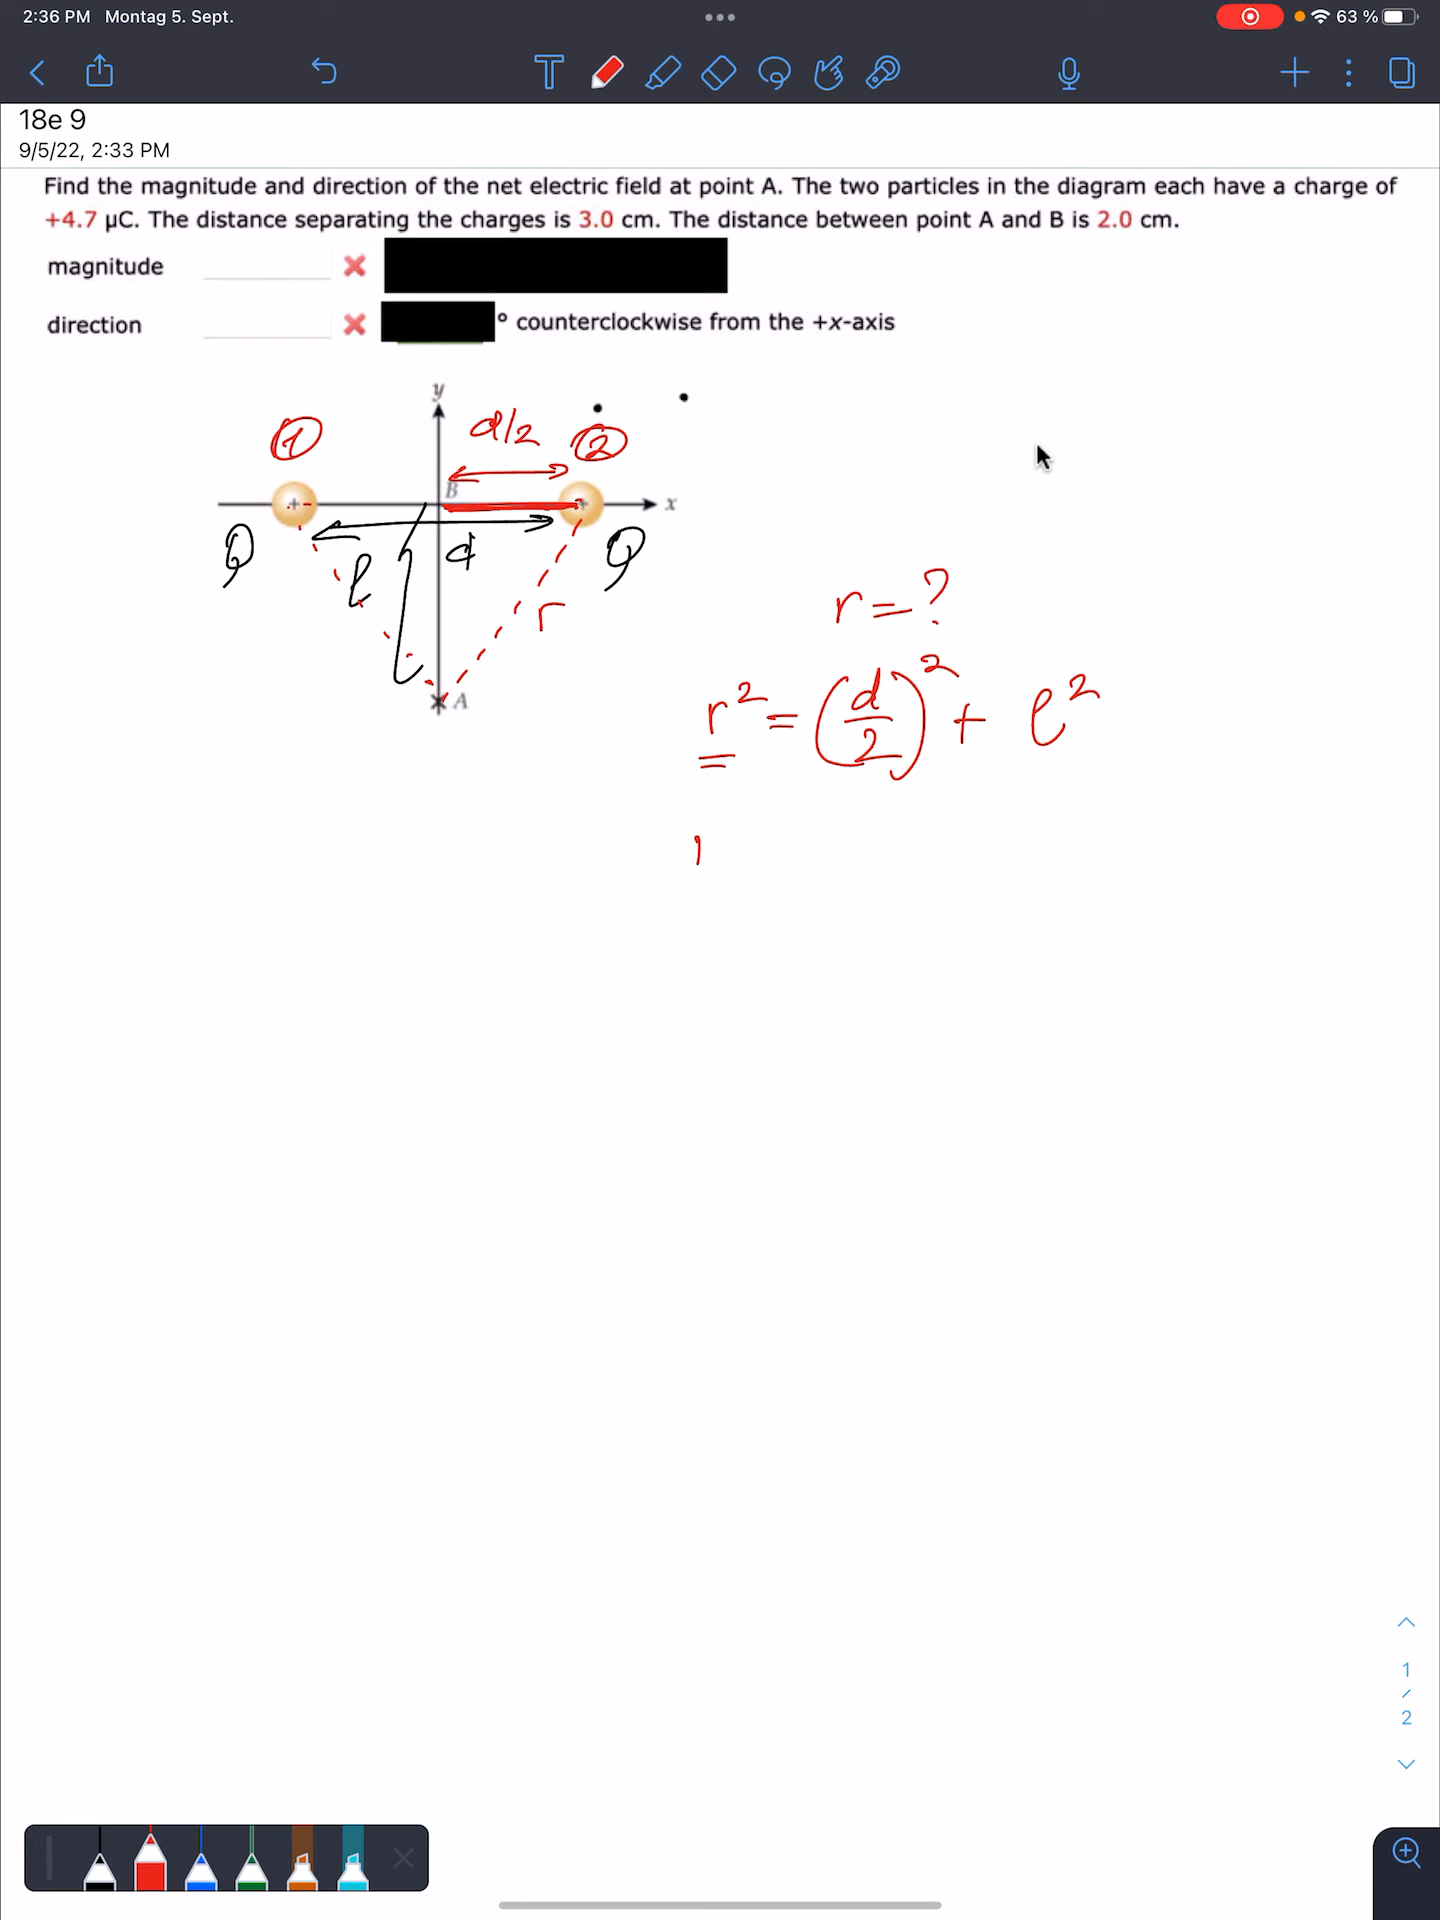 2:36 PM Montag 5. Sept.
63 %
T
18e 9
9/5/22, 2:33 PM
Find the magnitude and direction of the net electric field at point A. The two particles in the diagram each have a charge of
+4.7 µC. The distance separating the charges is 3.0 cm. The distance between point A and B is 2.0 cm.
magnitude
direction ° counterclockwise from the +x-axis
y
① d/2 ②
B
+ + x
Q l d Q
r
A
r = ?
r² = (d/2)² + l²
1
/
2